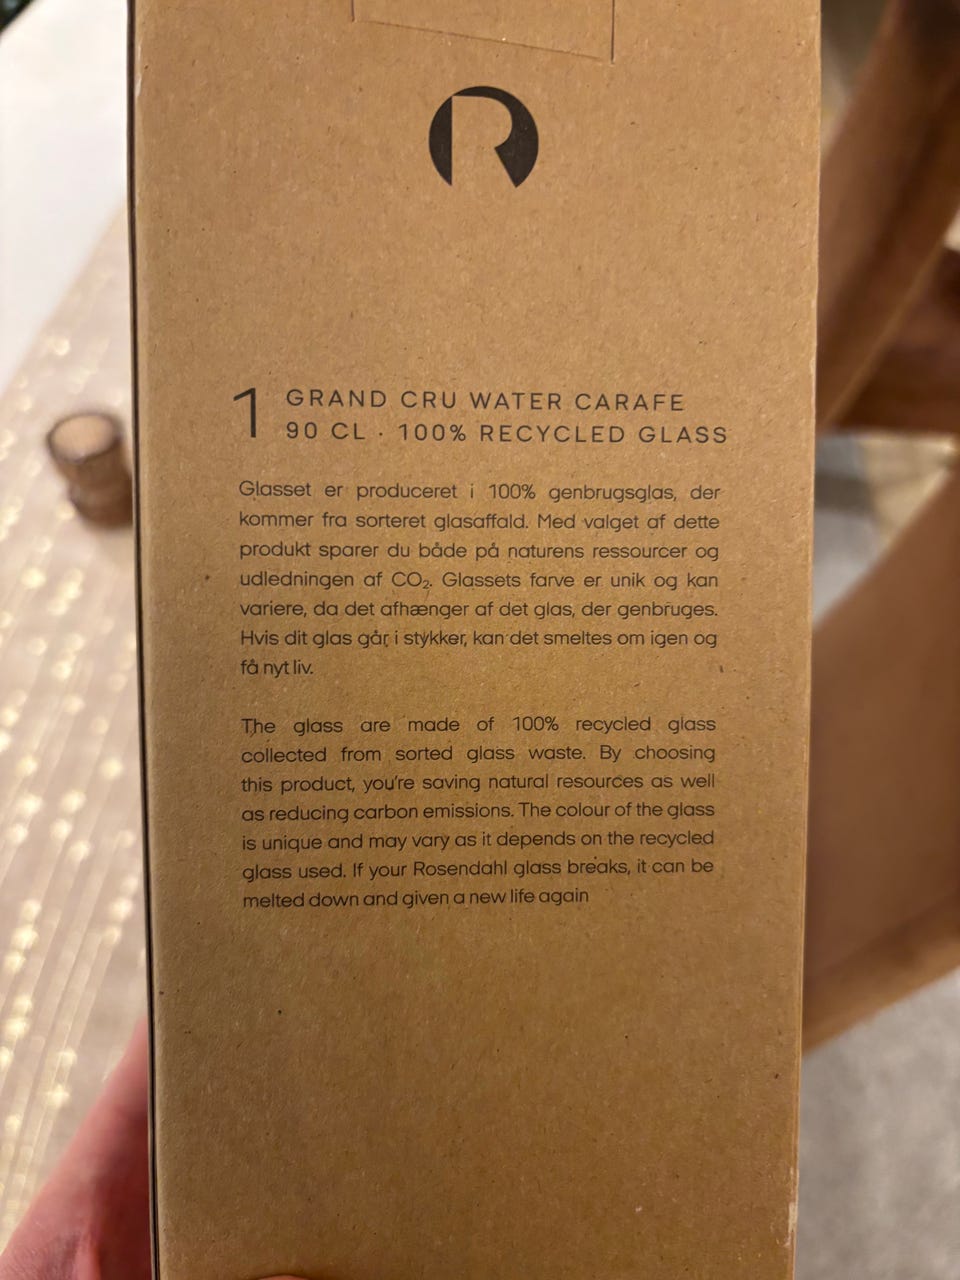 R
1 GRAND CRU WATER CARAFE
90 CL · 100% RECYCLED GLASS
Glasset er produceret i 100% genbrugsglas, der
kommer fra sorteret glasaffald. Med valget af dette
produkt sparer du både på naturens ressourcer og
udledningen af CO₂. Glassets farve er unik og kan
variere, da det afhænger af det glas, der genbruges.
Hvis dit glas går i stykker, kan det smeltes om igen og
få nyt liv.
The glass are made of 100% recycled glass
collected from sorted glass waste. By choosing
this product, you're saving natural resources as well
as reducing carbon emissions. The colour of the glass
is unique and may vary as it depends on the recycled
glass used. If your Rosendahl glass breaks, it can be
melted down and given a new life again